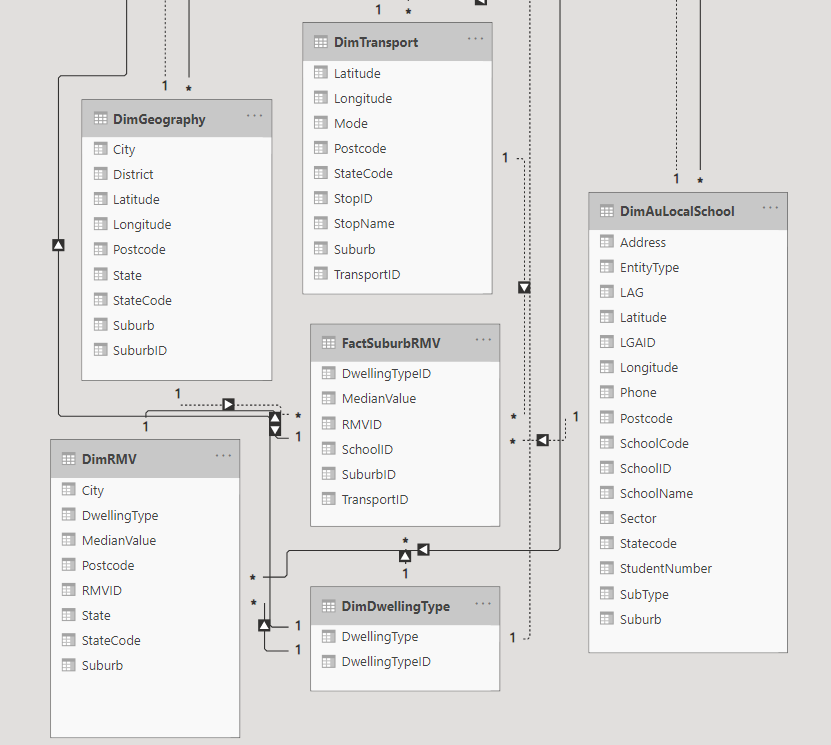 1 *
DimTransport ...
Latitude
Longitude
Mode
Postcode
StateCode
StopID
StopName
Suburb
TransportID
1 *
DimGeography ...
City
District
Latitude
Longitude
Postcode
State
StateCode
Suburb
SuburbID
1
1 *
DimAuLocalSchool ...
Address
EntityType
LAG
Latitude
LGAID
Longitude
Phone
Postcode
SchoolCode
SchoolID
SchoolName
Sector
Statecode
StudentNumber
SubType
Suburb
FactSuburbRMV ...
DwellingTypeID
MedianValue
RMVID
SchoolID
SuburbID
TransportID
1
*
1
1
*
*
1
DimRMV ...
City
DwellingType
MedianValue
Postcode
RMVID
State
StateCode
Suburb
*
1
*
*
1
1
DimDwellingType ...
DwellingType
DwellingTypeID
1